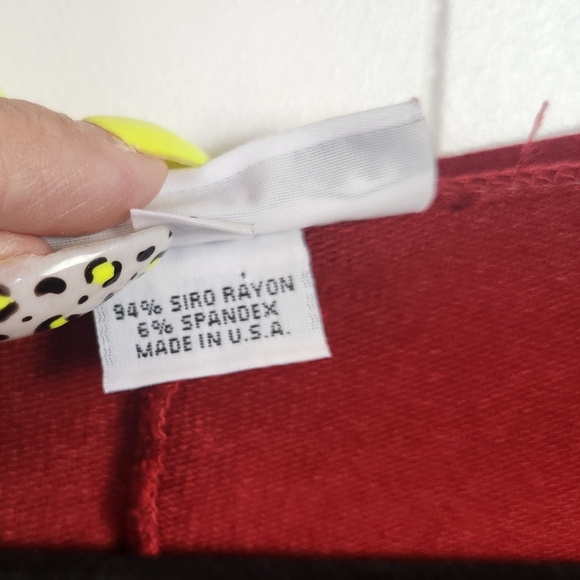 94% SIRO RAYON
6% SPANDEX
MADE IN U.S.A.